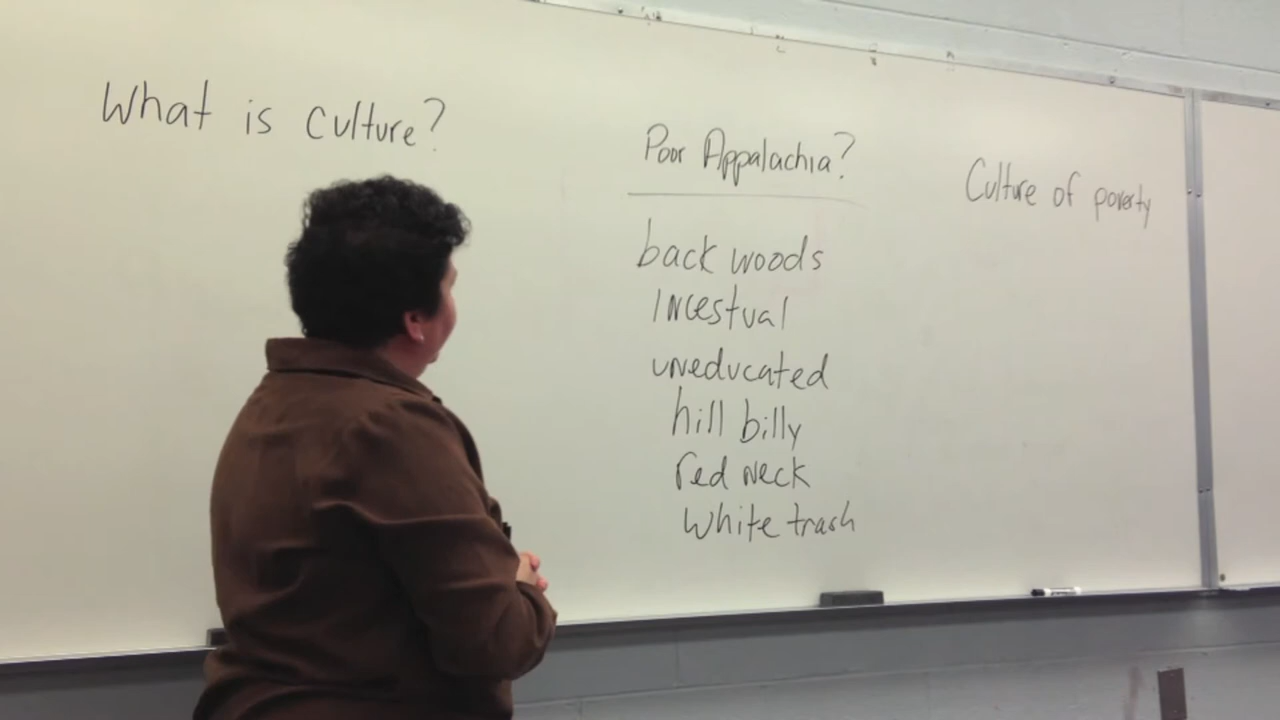 What is culture?
Poor Appalachia?
back woods
Incestual
uneducated
hill billy
red neck
white trash
Culture of poverty